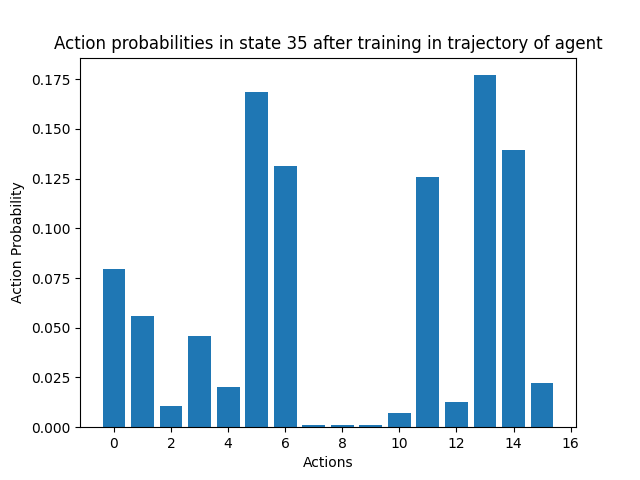 Action probabilities in state 35 after training in trajectory of agent
0.175
0.150
0.125
0.100
0.075
0.050
0.025
0.000
Action Probability
0 2 4 6 8 10 12 14 16
Actions